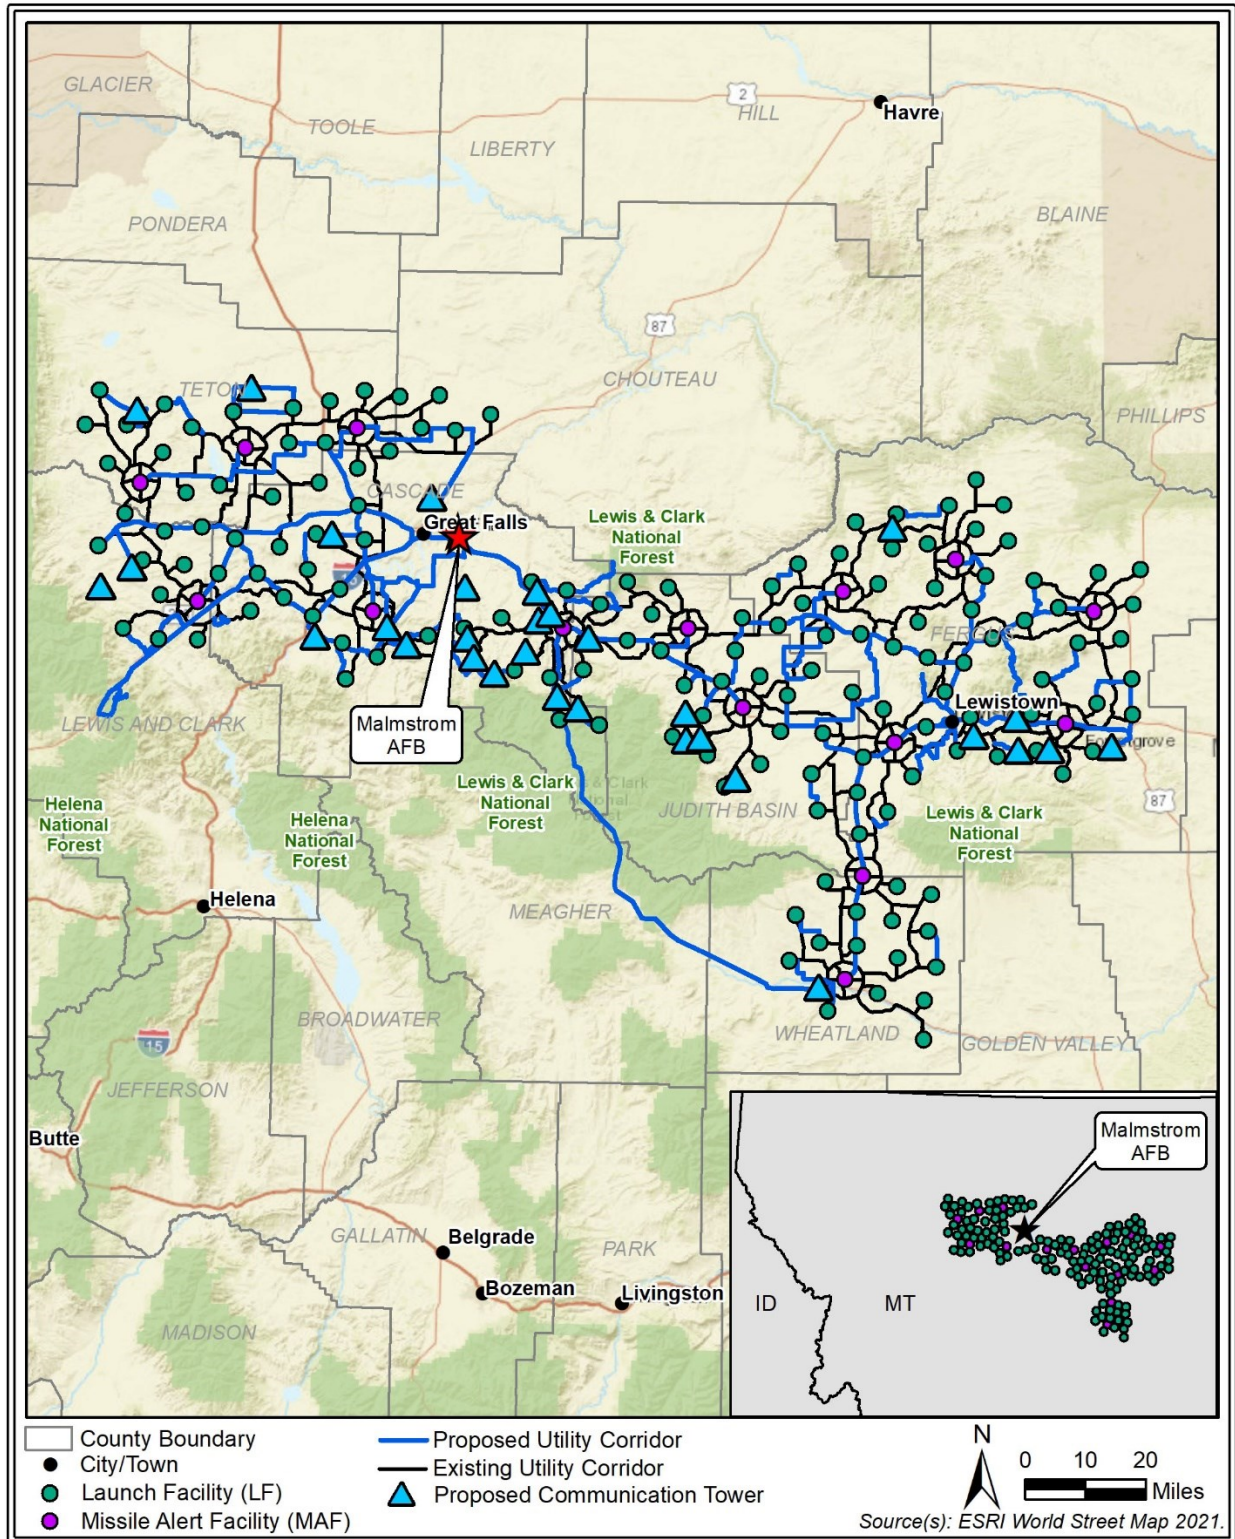 GLACIER
TOOLE
LIBERTY
2
HILL
Havre
PONDERA
BLAINE
87
TETON
CHOUTEAU
PHILLIPS
CASCADE
Great Falls
Lewis & Clark
National
Forest
FERGUS
LEWIS AND CLARK
Malmstrom
AFB
Lewistown
87
Helena
National
Forest
Helena
National
Forest
Lewis & Clark
National
Forest
JUDITH BASIN
Lewis & Clark
National
Forest
Helena
MEAGHER
BROADWATER
WHEATLAND
GOLDEN VALLEY
15
JEFFERSON
Butte
GALLATIN
Belgrade
PARK
Bozeman
Livingston
MADISON
Malmstrom
AFB
ID
MT
County Boundary
City/Town
Launch Facility (LF)
Missile Alert Facility (MAF)
Proposed Utility Corridor
Existing Utility Corridor
Proposed Communication Tower
N
0 10 20
Miles
Source(s): ESRI World Street Map 2021.